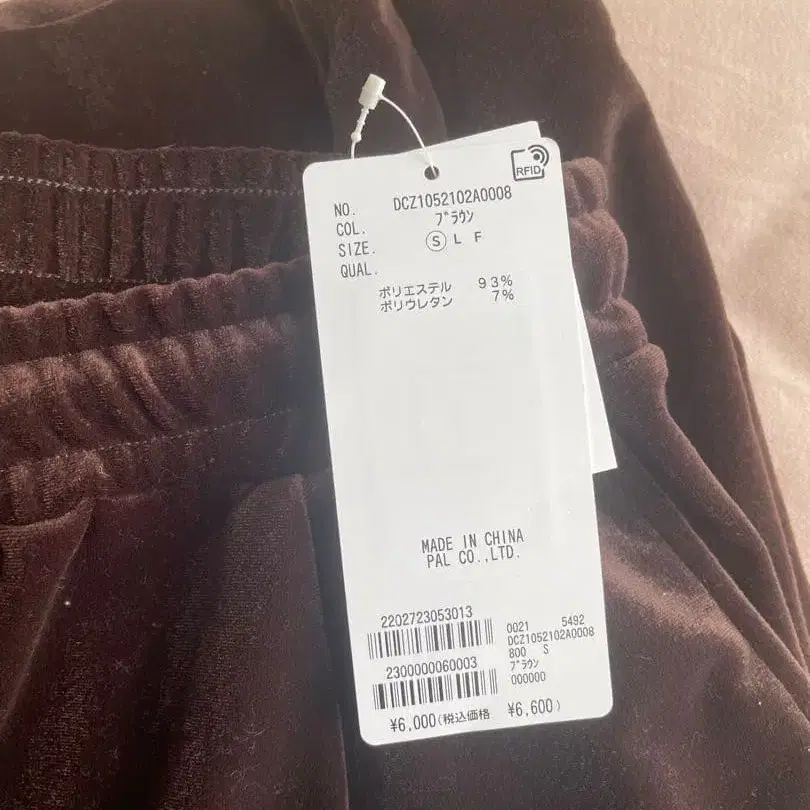 RFID
NO. DCZ1052102A0008
COL. ﾌﾞﾗｳﾝ
SIZE. S L F
QUAL.
ポリエステル 93%
ポリウレタン 7%
MADE IN CHINA
PAL CO.,LTD.
2202723053013
2300000060003
0021 5492
DCZ1052102A0008
800 S
ﾌﾞﾗｳﾝ
000000
¥6,000(税込価格 ¥6,600)